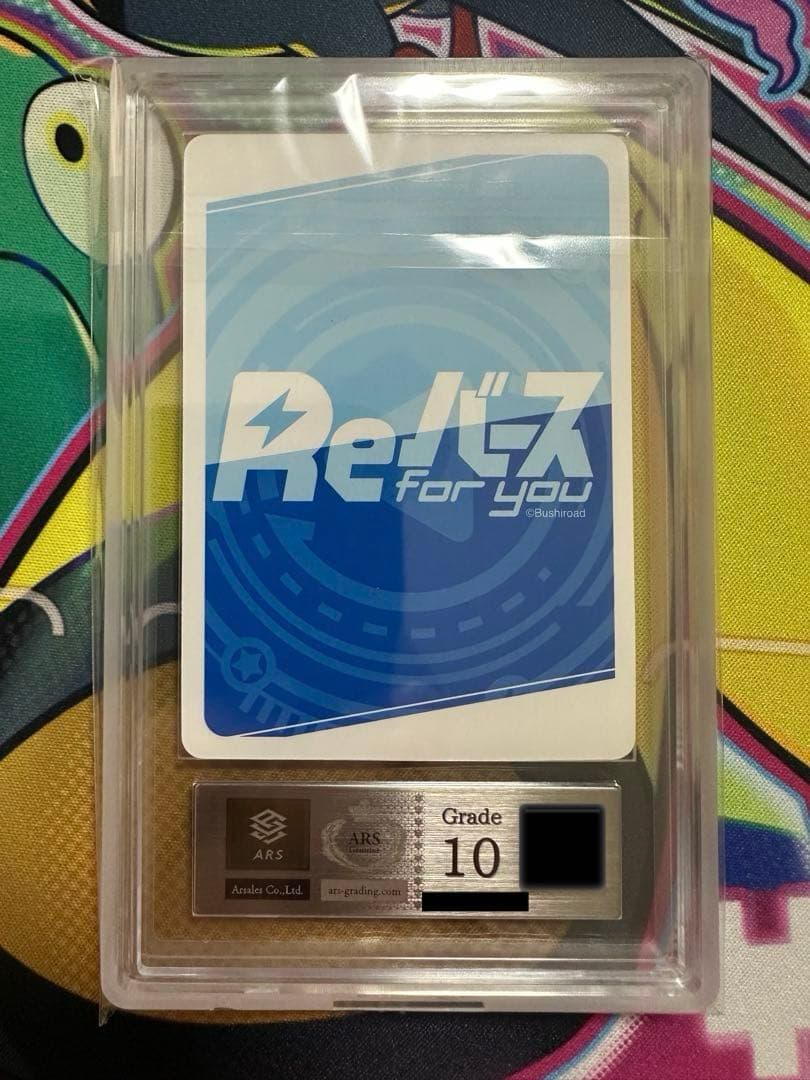 Reバース
for you
©Bushiroad
ARS
Arsales Co.,Ltd.
ARS
ars-grading.com
Grade
10